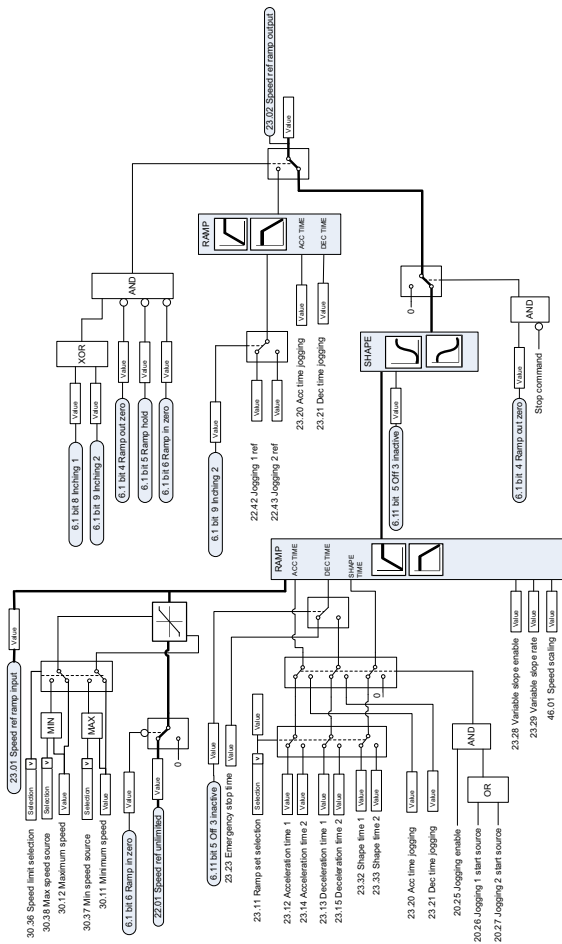 23.01 Speed ref ramp input
Value
30.36 Speed limit selection
Selection
v
30.38 Max speed source
Selection
v
MIN
30.12 Maximum speed
Value
30.37 Min speed source
Selection
v
MAX
30.11 Minimum speed
Value
6.1 bit 6 Ramp in zero
Value
22.01 Speed ref unlimited
Value
0
6.11 bit 5 Off 3 inactive
Value
23.23 Emergency stop time
Value
23.11 Ramp set selection
Selection
v
Value
23.12 Acceleration time 1
Value
23.14 Acceleration time 2
Value
23.13 Deceleration time 1
Value
23.15 Deceleration time 2
Value
23.32 Shape time 1
Value
23.33 Shape time 2
Value
0
23.20 Acc time jogging
Value
23.21 Dec time jogging
Value
20.25 Jogging enable
AND
20.26 Jogging 1 start source
OR
20.27 Jogging 2 start source
23.28 Variable slope enable
Value
23.29 Variable slope rate
Value
46.01 Speed scaling
Value
RAMP
ACC TIME
DEC TIME
SHAPE
TIME
6.1 bit 8 Inching 1
Value
XOR
6.1 bit 9 Inching 2
Value
AND
6.1 bit 4 Ramp out zero
Value
6.1 bit 5 Ramp hold
Value
6.1 bit 6 Ramp in zero
Value
6.1 bit 9 Inching 2
Value
22.42 Jogging 1 ref
Value
22.43 Jogging 2 ref
Value
23.20 Acc time jogging
Value
23.21 Dec time jogging
Value
RAMP
ACC TIME
DEC TIME
6.11 bit 5 Off 3 inactive
Value
SHAPE
0
6.1 bit 4 Ramp out zero
Value
AND
Stop command
23.02 Speed ref ramp output
Value